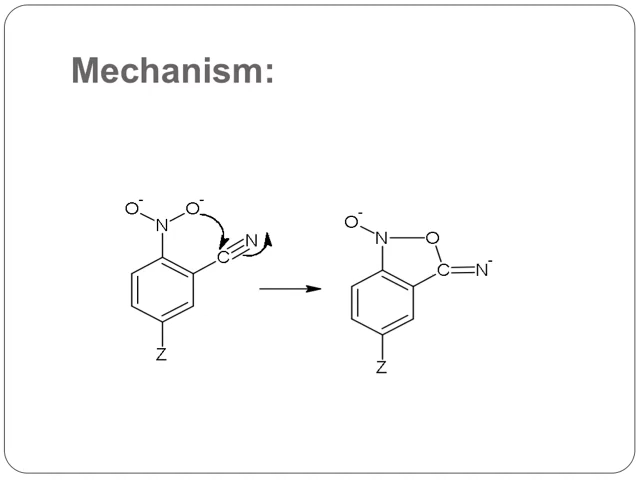 Mechanism:
O- O-
N N
C
Z
O-
N O
C N-
Z